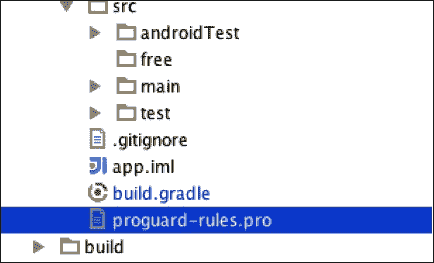 src
androidTest
free
main
test
.gitignore
app.iml
build.gradle
proguard-rules.pro
build